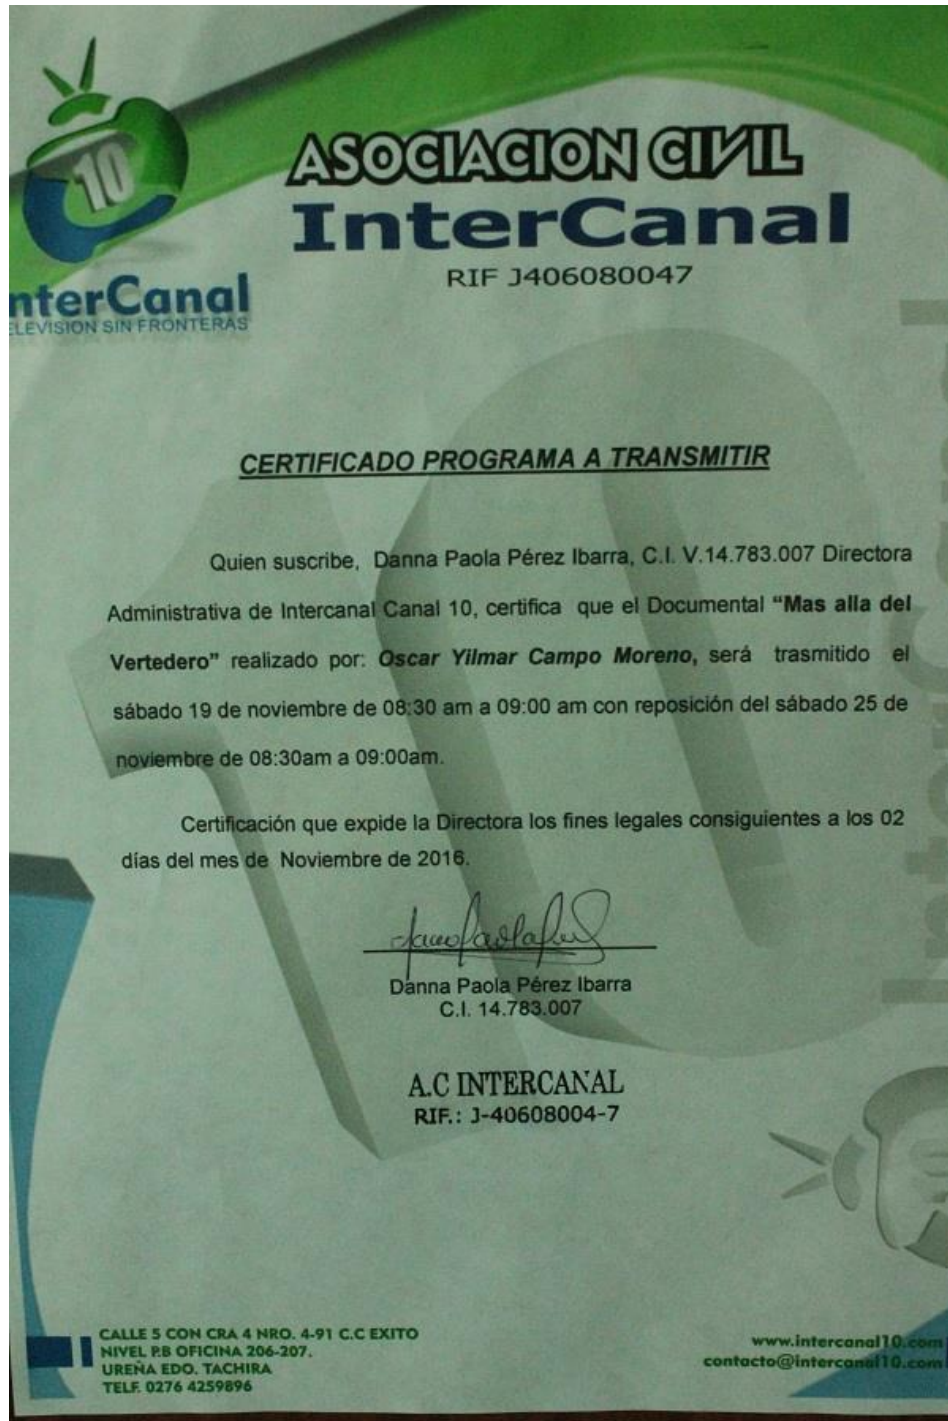 10
nterCanal
ELEVISION SIN FRONTERAS
ASOCIACION CIVIL
InterCanal
RIF J406080047
CERTIFICADO PROGRAMA A TRANSMITIR
Quien suscribe, Danna Paola Pérez Ibarra, C.I. V.14.783.007 Directora
Administrativa de Intercanal Canal 10, certifica que el Documental “Mas alla del
Vertedero” realizado por: Oscar Yilmar Campo Moreno, será trasmitido el
sábado 19 de noviembre de 08:30 am a 09:00 am con reposición del sábado 25 de
noviembre de 08:30am a 09:00am.
Certificación que expide la Directora los fines legales consiguientes a los 02
días del mes de Noviembre de 2016.
Danna Paola Pérez Ibarra
C.I. 14.783.007
A.C INTERCANAL
RIF.: J-40608004-7
CALLE 5 CON CRA 4 NRO. 4-91 C.C EXITO
NIVEL P.B OFICINA 206-207.
UREÑA EDO. TACHIRA
TELF. 0276 4259896
www.intercanal10.com
contacto@intercanal10.com